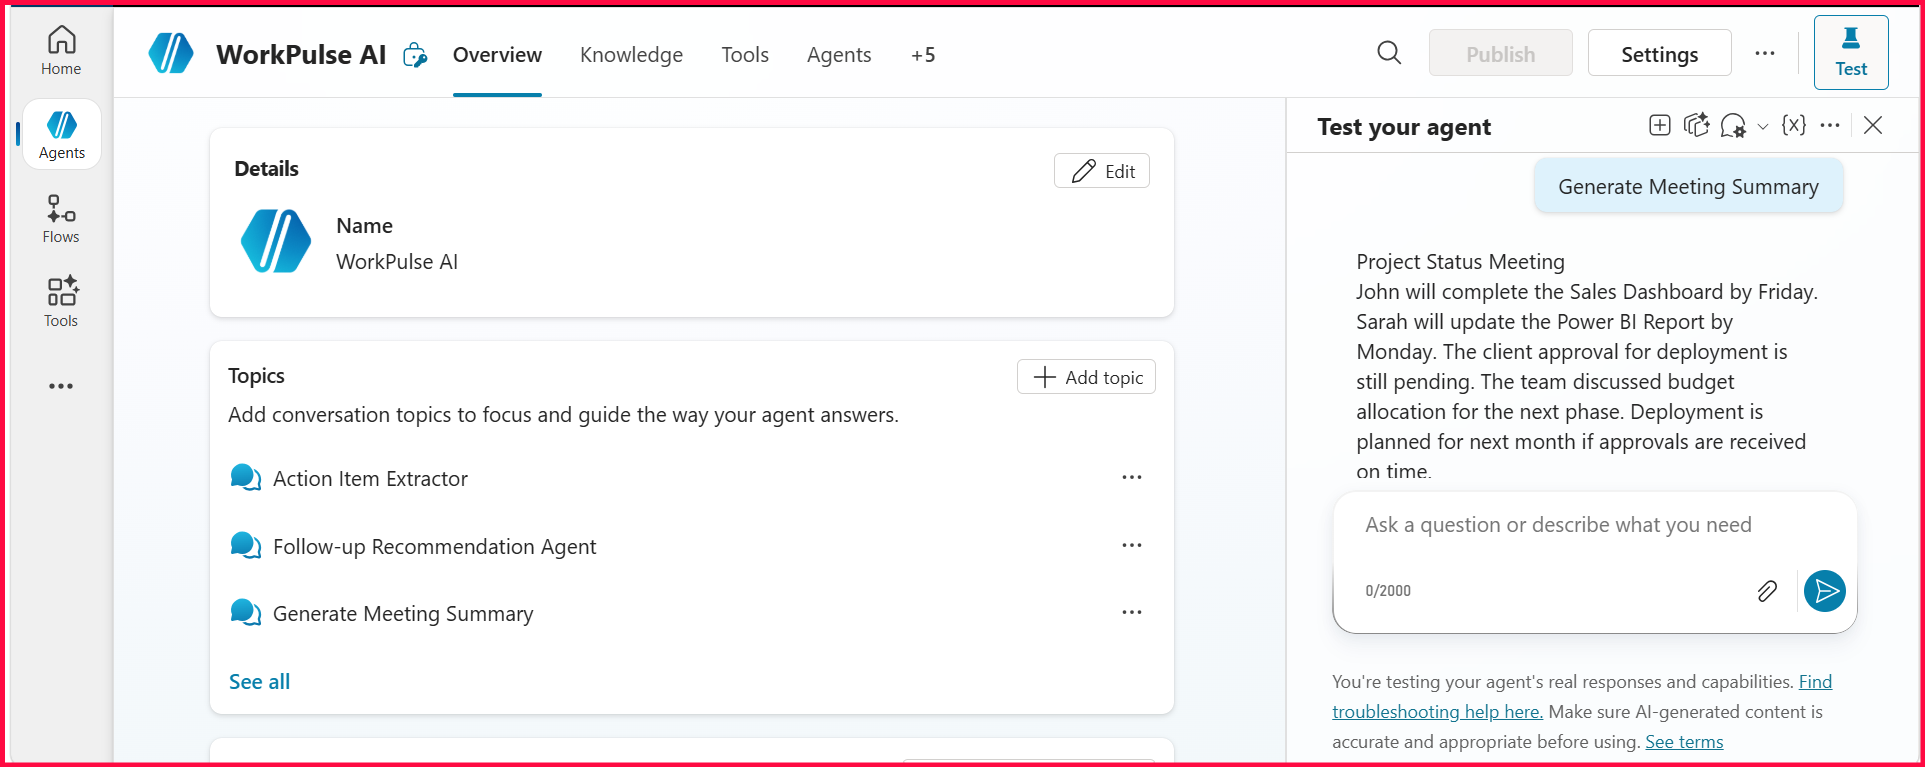 Home
Agents
Flows
Tools
WorkPulse AI
Overview
Knowledge
Tools
Agents
+5
Publish
Settings
Test
Details
Edit
Name
WorkPulse AI
Topics
Add topic
Add conversation topics to focus and guide the way your agent answers.
Action Item Extractor
Follow-up Recommendation Agent
Generate Meeting Summary
See all
Test your agent
{x}
Generate Meeting Summary
Project Status Meeting
John will complete the Sales Dashboard by Friday.
Sarah will update the Power BI Report by
Monday. The client approval for deployment is
still pending. The team discussed budget
allocation for the next phase. Deployment is
planned for next month if approvals are received
on time.
Ask a question or describe what you need
0/2000
You're testing your agent's real responses and capabilities. Find
troubleshooting help here. Make sure AI-generated content is
accurate and appropriate before using. See terms